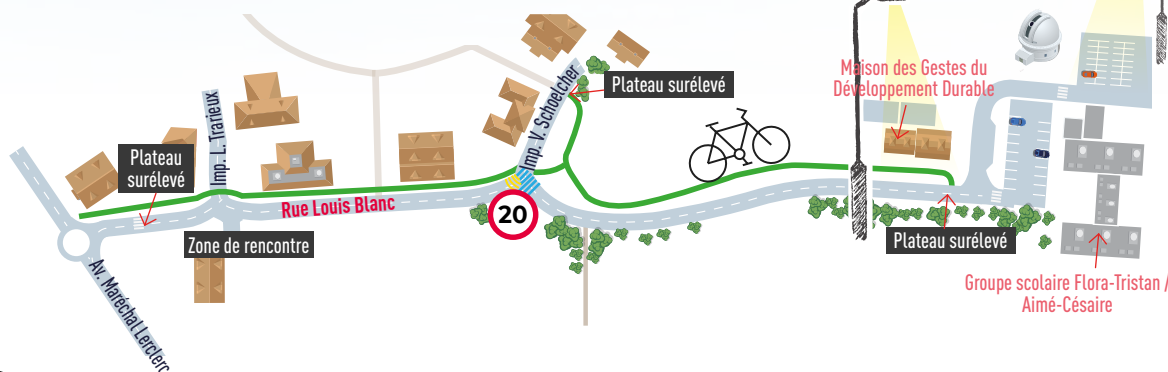 Maison des Gestes du
Développement Durable
Plateau surélevé
Imp. V. Schoelcher
Imp. L. Trarieux
Plateau
surélevé
Rue Louis Blanc
20
Zone de rencontre
Plateau surélevé
Av. Maréchal Lerclerc
Groupe scolaire Flora-Tristan /
Aimé-Césaire